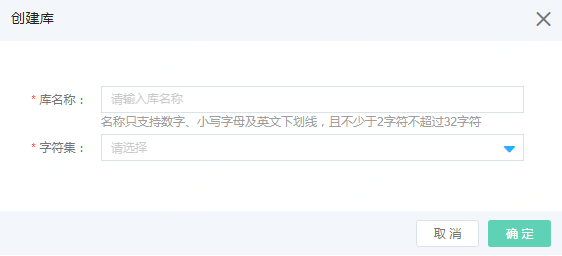 创建库
* 库名称： 请输入库名称
名称只支持数字、小写字母及英文下划线，且不少于2字符不超过32字符
* 字符集： 请选择
取 消 确 定